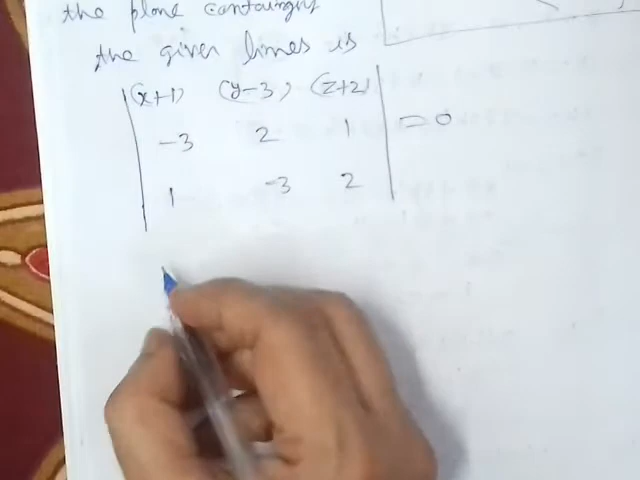 the plane containing
the given lines is
| (x+1) (y-3) (z+2) |
| -3 2 1 | = 0
| 1 -3 2 |